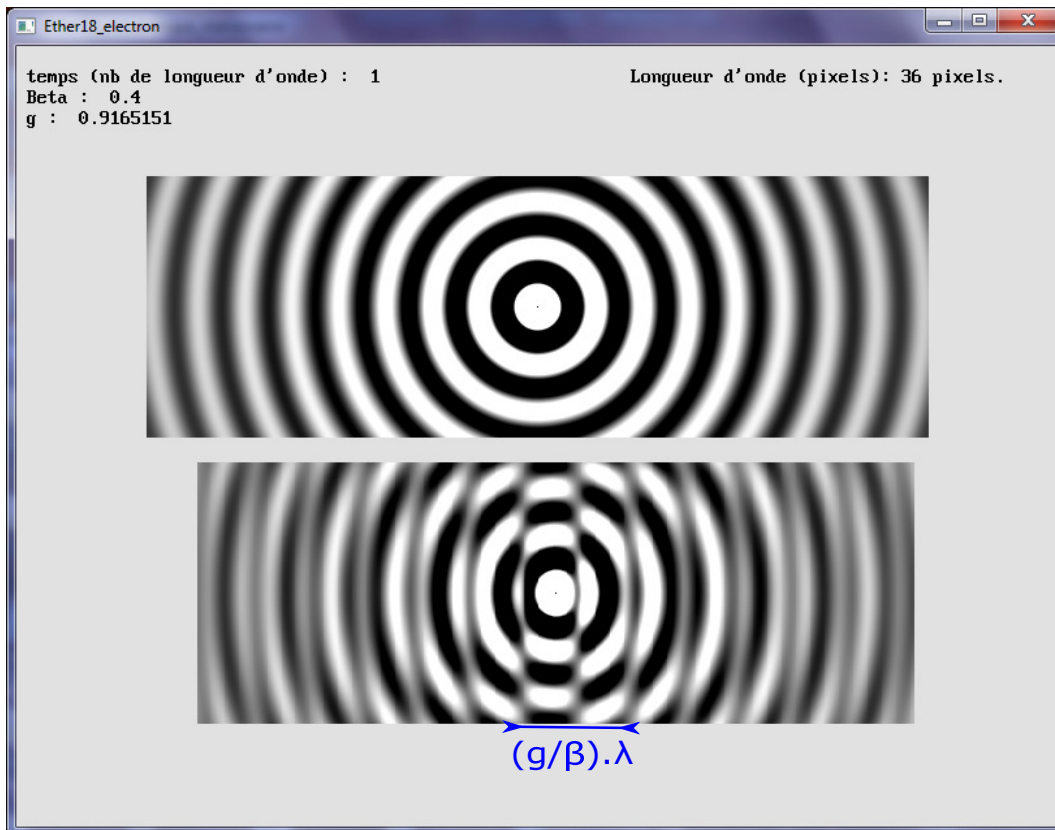 Ether18_electron
temps (nb de longueur d'onde) :  1
Longueur d'onde (pixels): 36 pixels.
Beta :  0.4
g :  0.9165151
(g/β).λ